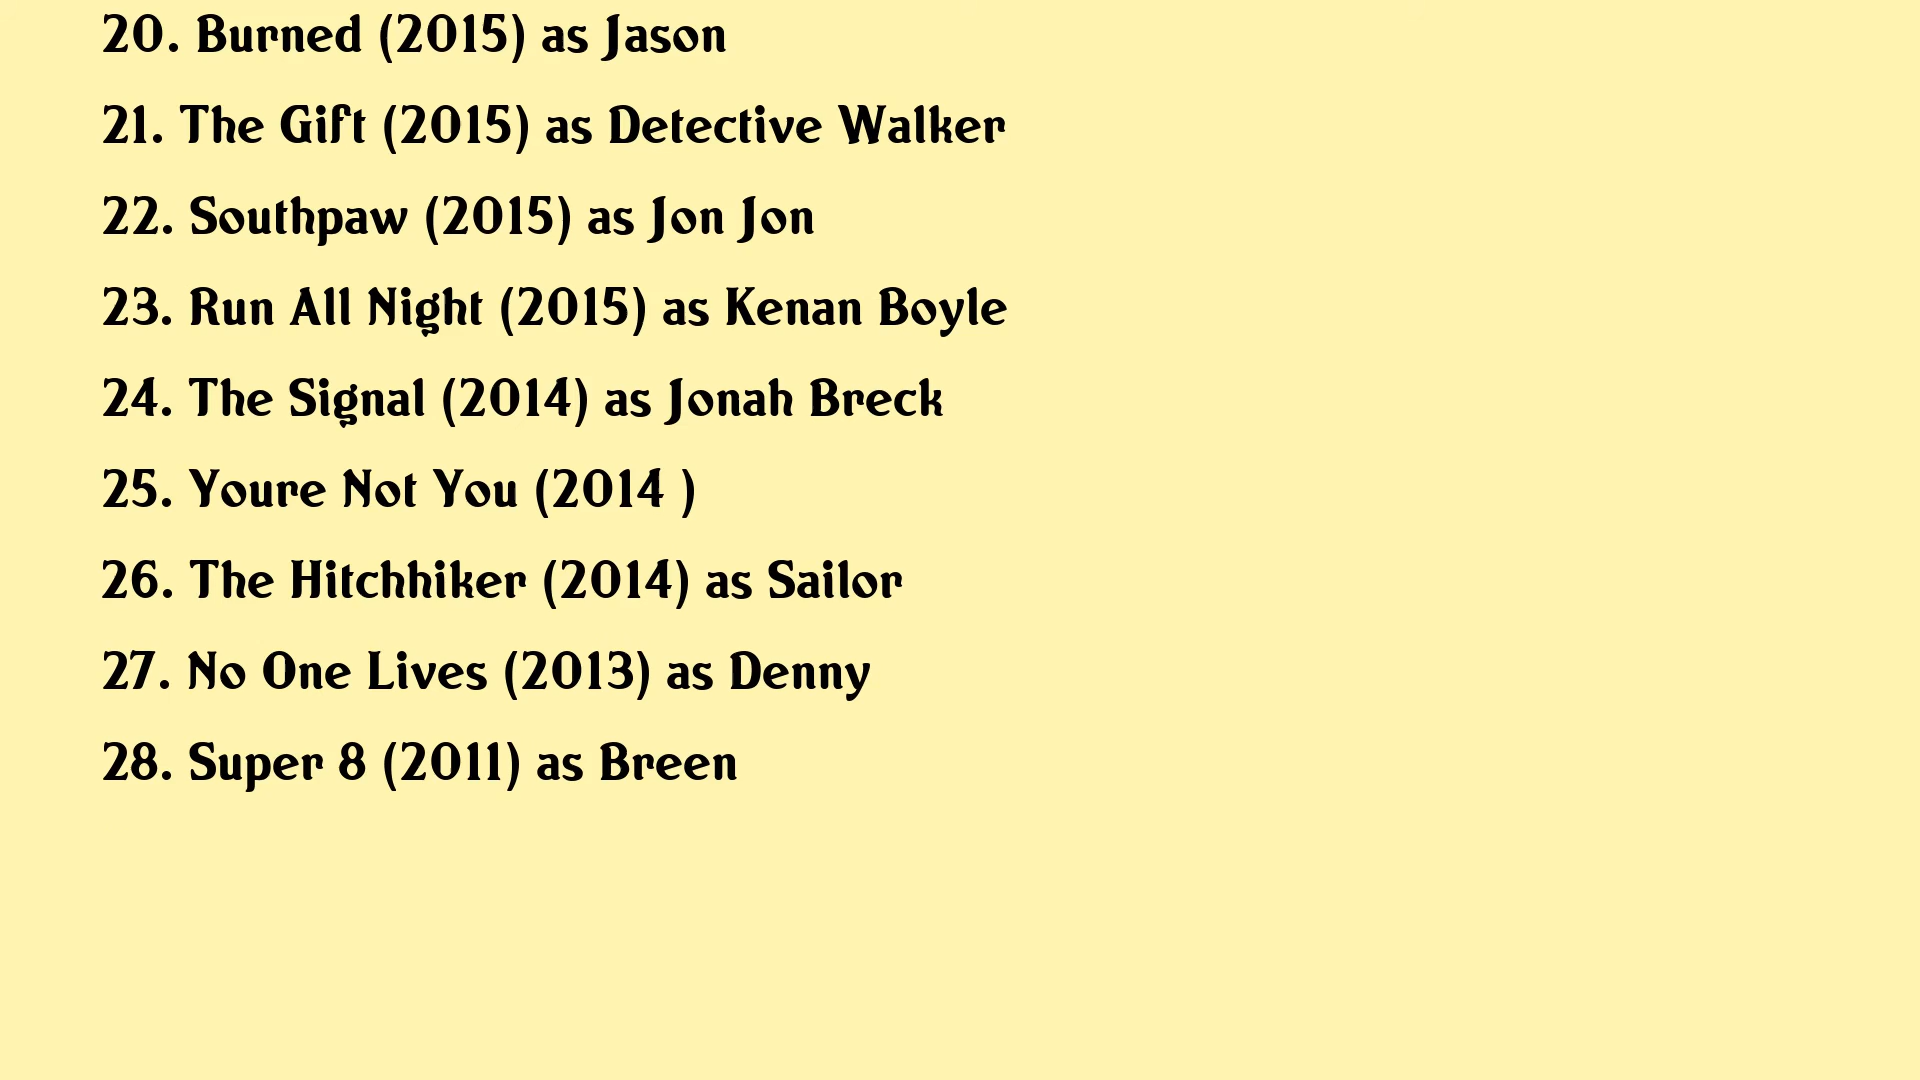 20. Burned (2015) as Jason
21. The Gift (2015) as Detective Walker
22. Southpaw (2015) as Jon Jon
23. Run All Night (2015) as Kenan Boyle
24. The Signal (2014) as Jonah Breck
25. Youre Not You (2014 )
26. The Hitchhiker (2014) as Sailor
27. No One Lives (2013) as Denny
28. Super 8 (2011) as Breen